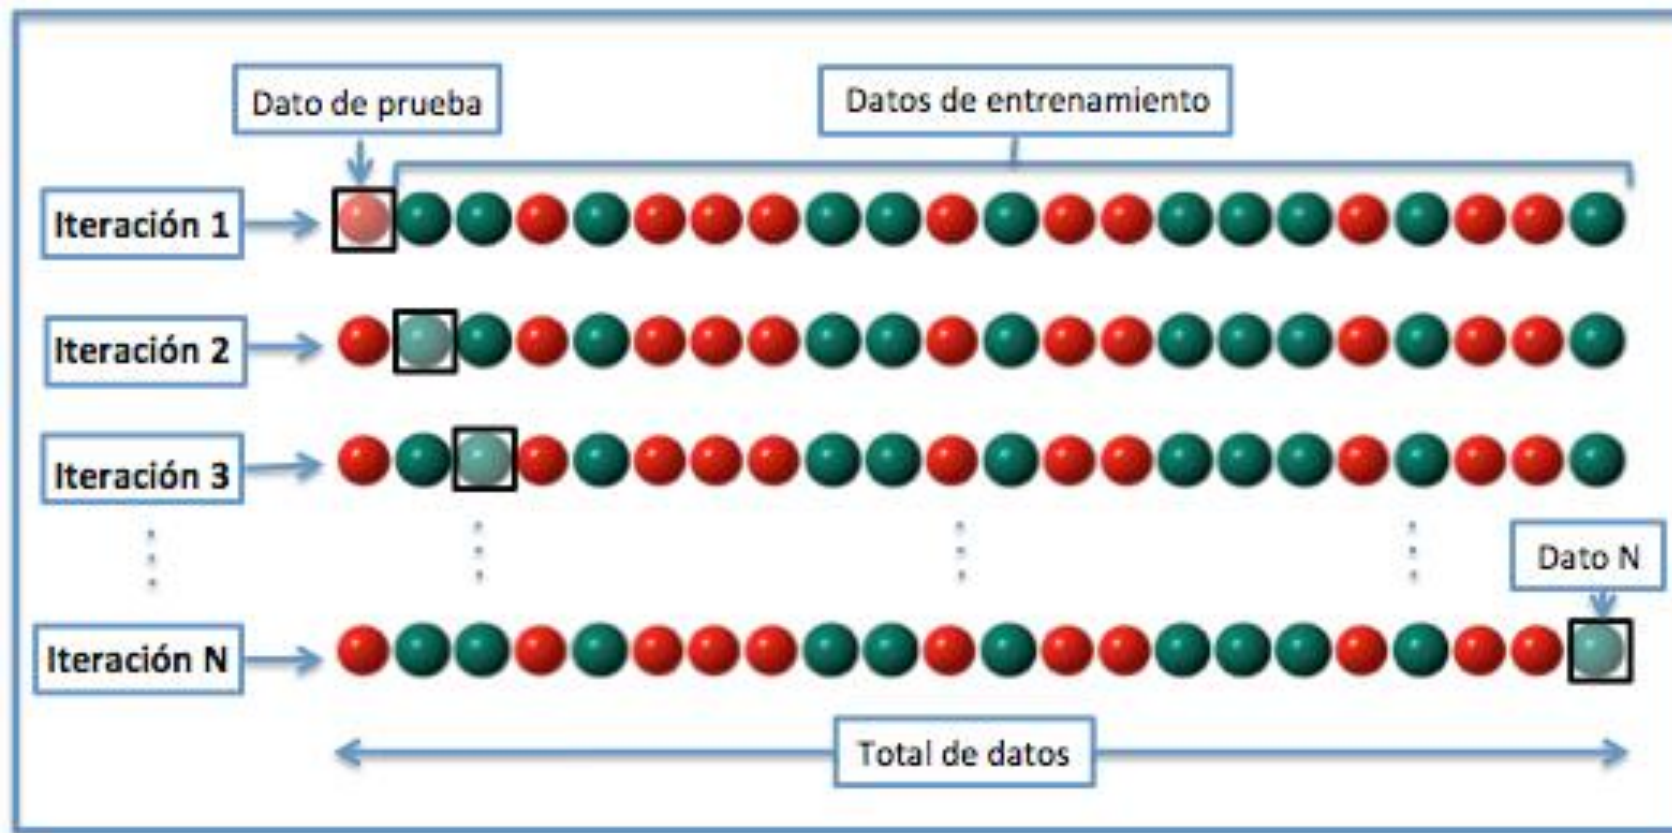 Dato de prueba
Datos de entrenamiento
Iteración 1
Iteración 2
Iteración 3
Dato N
Iteración N
Total de datos